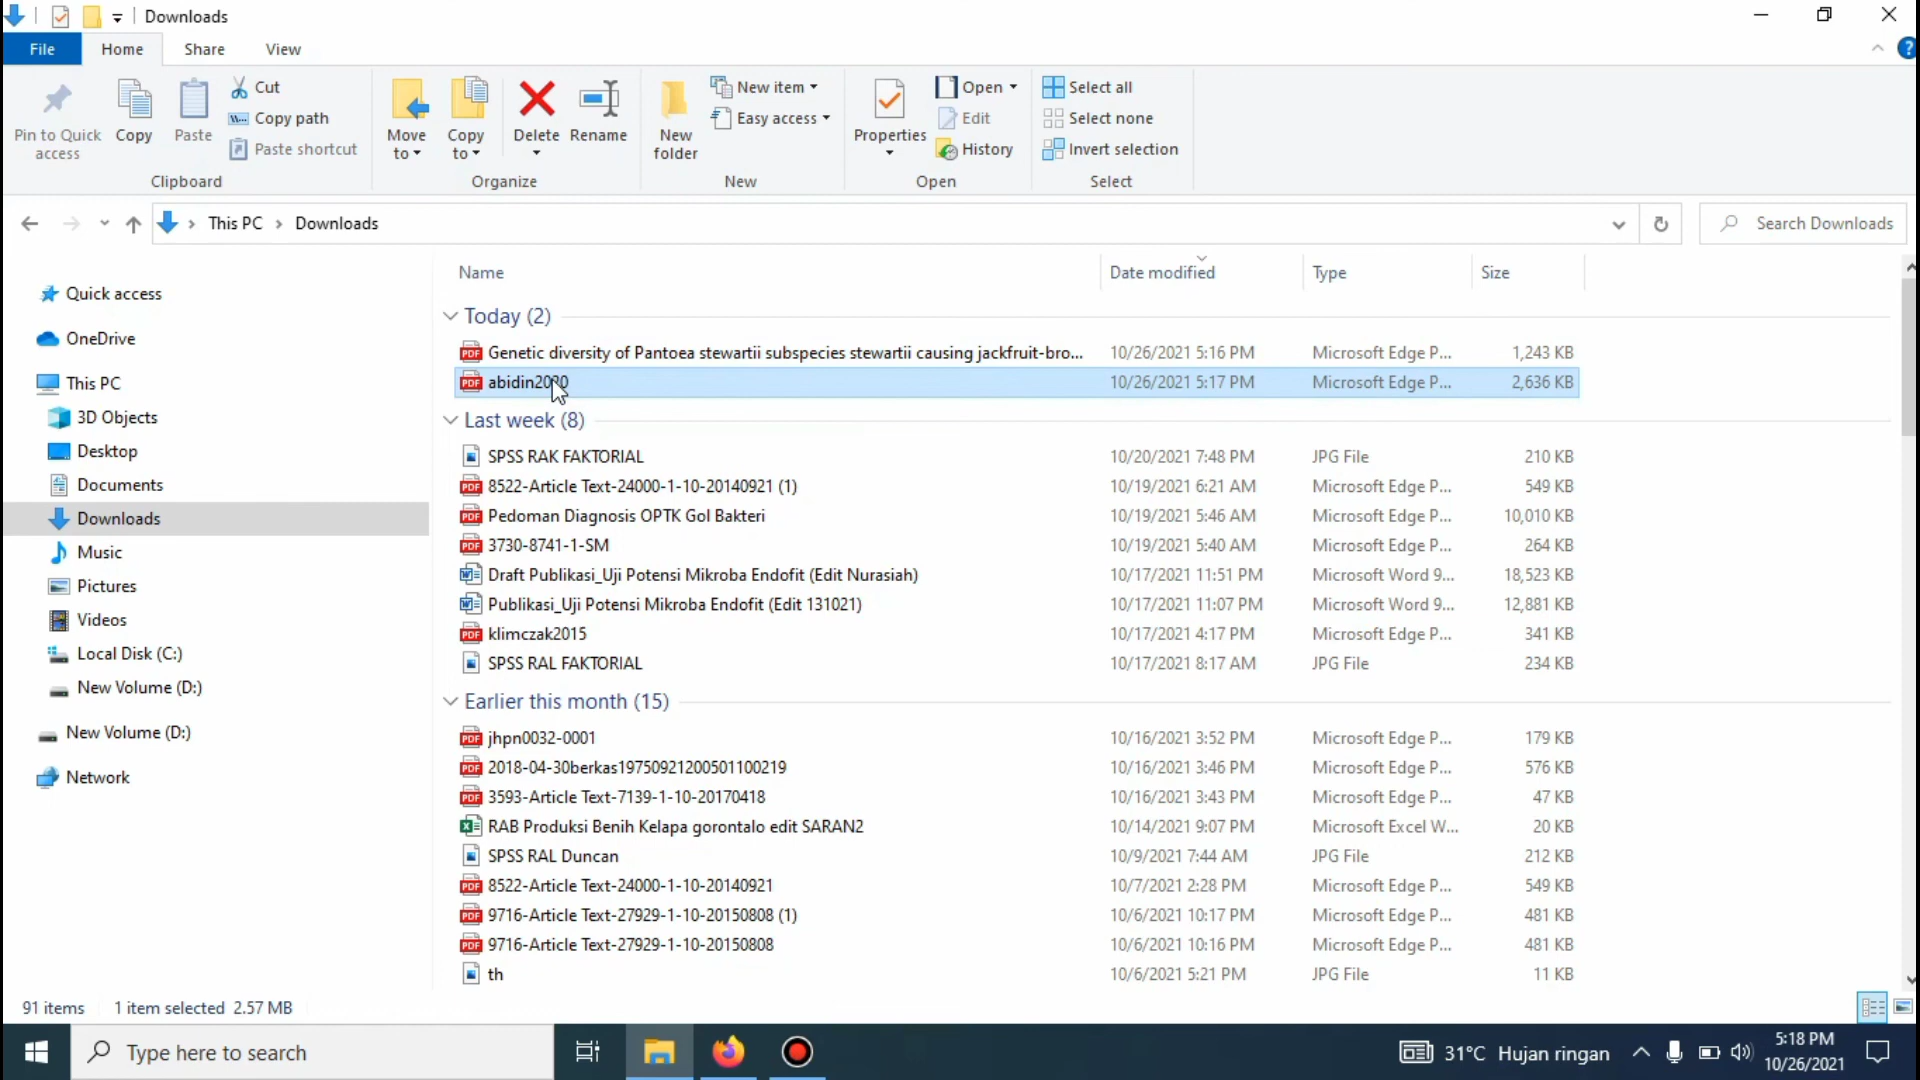 Downloads
File Home Share View
Pin to Quick access
Copy
Paste
Cut
Copy path
Paste shortcut
Clipboard
Move to
Copy to
Delete
Rename
Organize
New folder
New item
Easy access
New
Properties
Open
Edit
History
Open
Select all
Select none
Invert selection
Select
This PC Downloads
Search Downloads
Quick access
OneDrive
This PC
3D Objects
Desktop
Documents
Downloads
Music
Pictures
Videos
Local Disk (C:)
New Volume (D:)
New Volume (D:)
Network
Name Date modified Type Size
Today (2)
Genetic diversity of Pantoea stewartii subspecies stewartii causing jackfruit-bro... 10/26/2021 5:16 PM Microsoft Edge P... 1,243 KB
abidin2020 10/26/2021 5:17 PM Microsoft Edge P... 2,636 KB
Last week (8)
SPSS RAK FAKTORIAL 10/20/2021 7:48 PM JPG File 210 KB
8522-Article Text-24000-1-10-20140921 (1) 10/19/2021 6:21 AM Microsoft Edge P... 549 KB
Pedoman Diagnosis OPTK Gol Bakteri 10/19/2021 5:46 AM Microsoft Edge P... 10,010 KB
3730-8741-1-SM 10/19/2021 5:40 AM Microsoft Edge P... 264 KB
Draft Publikasi_Uji Potensi Mikroba Endofit (Edit Nurasiah) 10/17/2021 11:51 PM Microsoft Word 9... 18,523 KB
Publikasi_Uji Potensi Mikroba Endofit (Edit 131021) 10/17/2021 11:07 PM Microsoft Word 9... 12,881 KB
klimczak2015 10/17/2021 4:17 PM Microsoft Edge P... 341 KB
SPSS RAL FAKTORIAL 10/17/2021 8:17 AM JPG File 234 KB
Earlier this month (15)
jhpn0032-0001 10/16/2021 3:52 PM Microsoft Edge P... 179 KB
2018-04-30berkas19750921200501100219 10/16/2021 3:46 PM Microsoft Edge P... 576 KB
3593-Article Text-7139-1-10-20170418 10/16/2021 3:43 PM Microsoft Edge P... 47 KB
RAB Produksi Benih Kelapa gorontalo edit SARAN2 10/14/2021 9:07 PM Microsoft Excel W... 20 KB
SPSS RAL Duncan 10/9/2021 7:44 AM JPG File 212 KB
8522-Article Text-24000-1-10-20140921 10/7/2021 2:28 PM Microsoft Edge P... 549 KB
9716-Article Text-27929-1-10-20150808 (1) 10/6/2021 10:17 PM Microsoft Edge P... 481 KB
9716-Article Text-27929-1-10-20150808 10/6/2021 10:16 PM Microsoft Edge P... 481 KB
th 10/6/2021 5:21 PM JPG File 11 KB
91 items 1 item selected 2.57 MB
Type here to search
31°C Hujan ringan
5:18 PM
10/26/2021